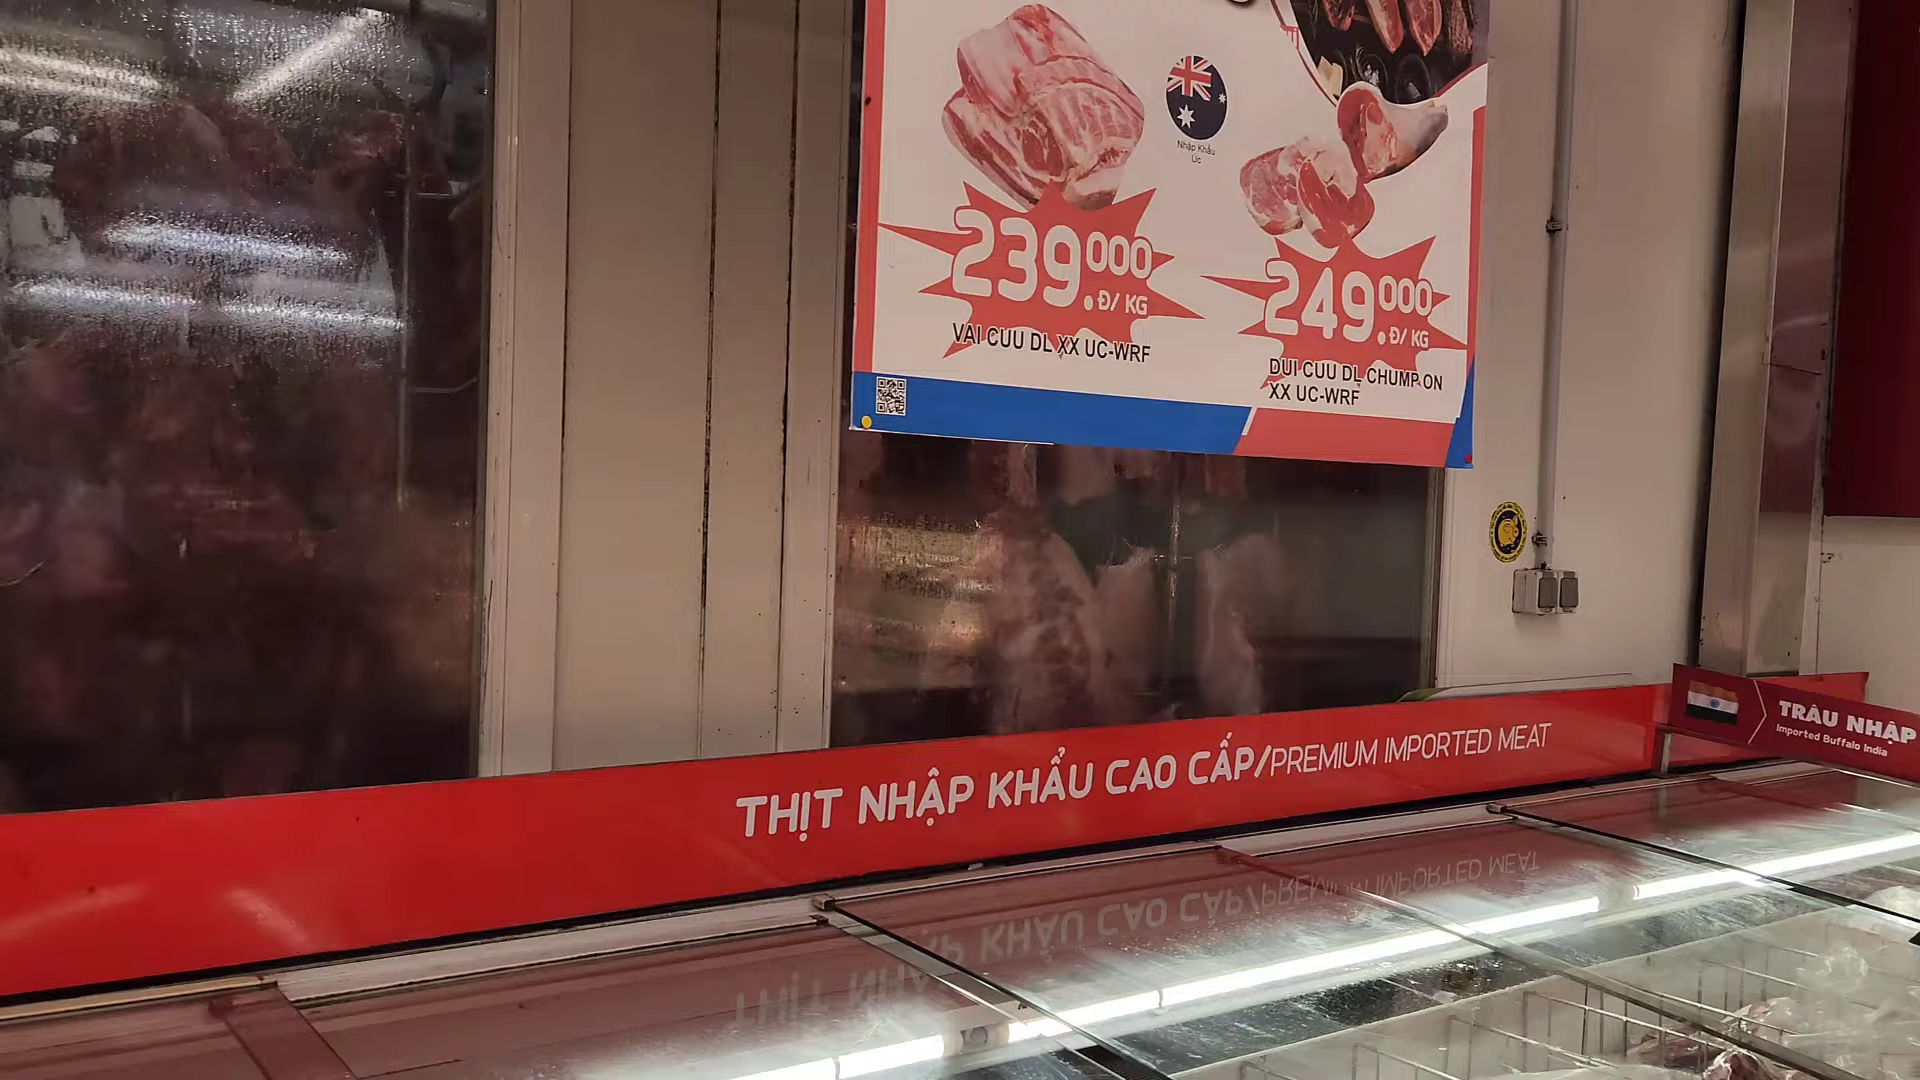 Nhập Khẩu
Úc
239.000
Đ/ KG
VAI CUU DL XX UC-WRF
249.000
Đ/ KG
DUI CUU DL CHUMP ON
XX UC-WRF
THỊT NHẬP KHẨU CAO CẤP/PREMIUM IMPORTED MEAT
TRÂU NHẬP
Imported Buffalo India